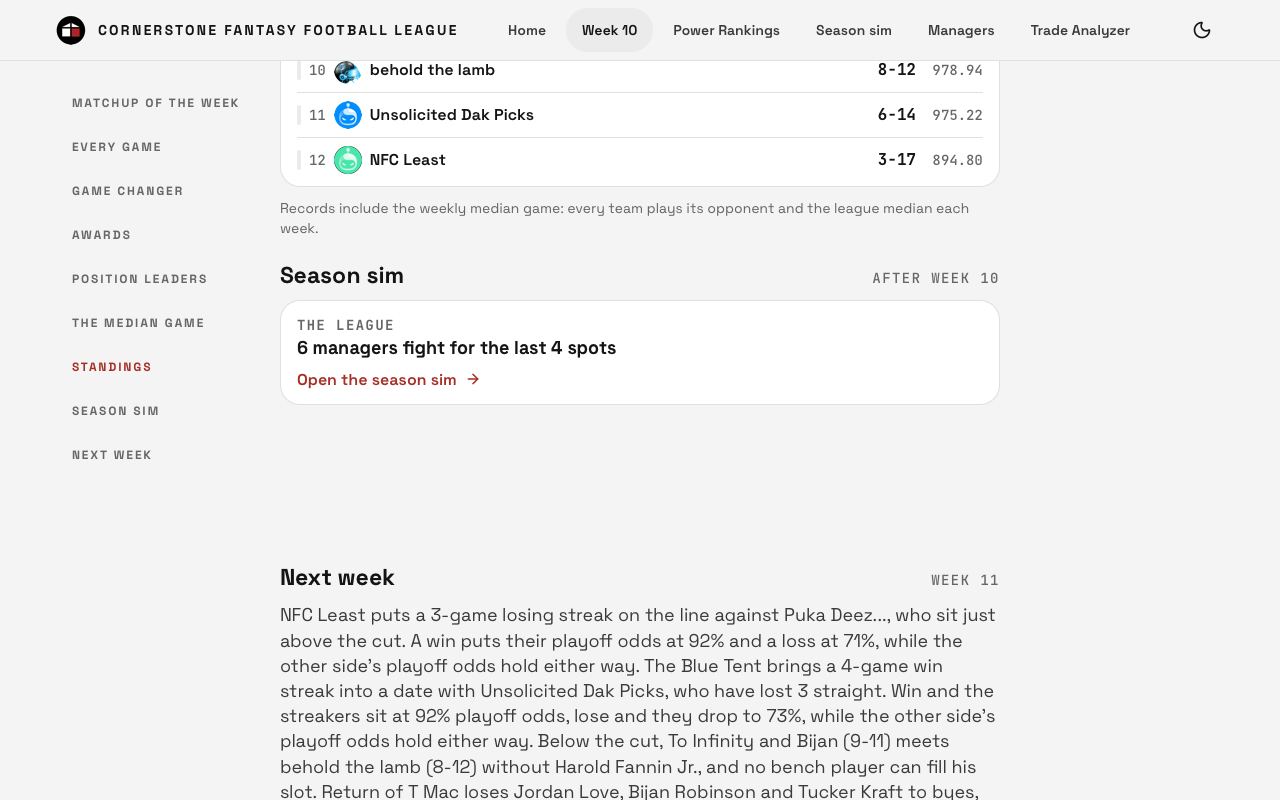 CORNERSTONE FANTASY FOOTBALL LEAGUE
Home
Week 10
Power Rankings
Season sim
Managers
Trade Analyzer
MATCHUP OF THE WEEK
EVERY GAME
GAME CHANGER
AWARDS
POSITION LEADERS
THE MEDIAN GAME
STANDINGS
SEASON SIM
NEXT WEEK
10 behold the lamb 8-12 978.94
11 Unsolicited Dak Picks 6-14 975.22
12 NFC Least 3-17 894.80
Records include the weekly median game: every team plays its opponent and the league median each
week.
Season sim AFTER WEEK 10
THE LEAGUE
6 managers fight for the last 4 spots
Open the season sim →
Next week WEEK 11
NFC Least puts a 3-game losing streak on the line against Puka Deez..., who sit just
above the cut. A win puts their playoff odds at 92% and a loss at 71%, while the
other side's playoff odds hold either way. The Blue Tent brings a 4-game win
streak into a date with Unsolicited Dak Picks, who have lost 3 straight. Win and the
streakers sit at 92% playoff odds, lose and they drop to 73%, while the other side's
playoff odds hold either way. Below the cut, To Infinity and Bijan (9-11) meets
behold the lamb (8-12) without Harold Fannin Jr., and no bench player can fill his
slot. Return of T Mac loses Jordan Love, Bijan Robinson and Tucker Kraft to byes,